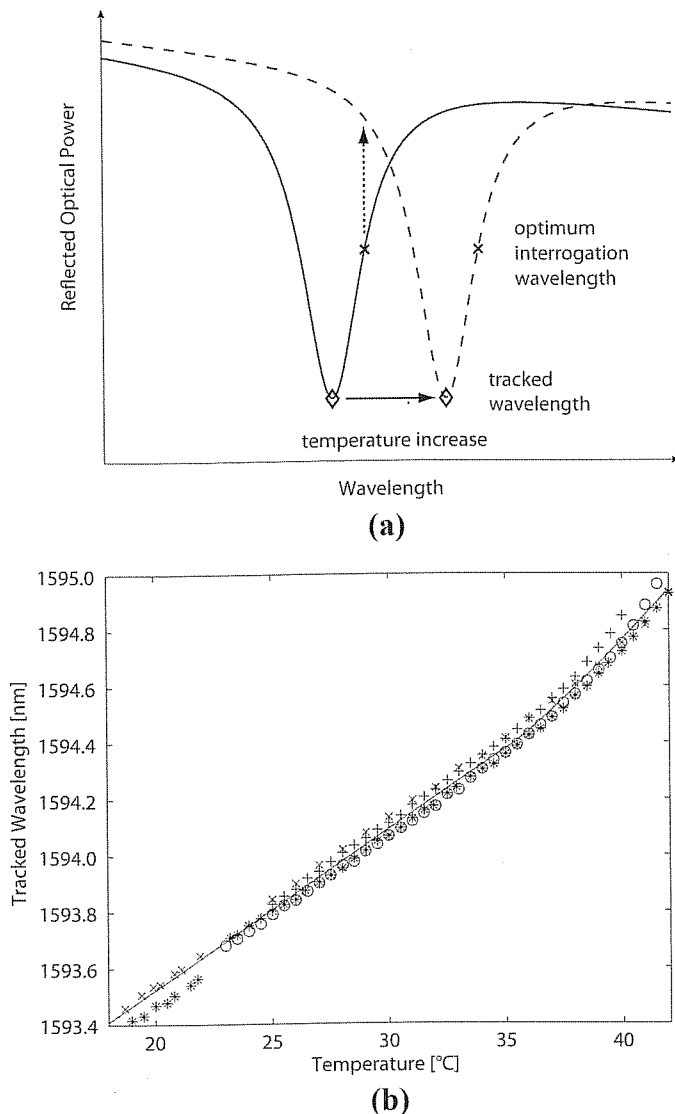 Reflected Optical Power
optimum
interrogation
wavelength
tracked
wavelength
temperature increase
Wavelength
(a)
Tracked Wavelength [nm]
1595.0
1594.8
1594.6
1594.4
1594.2
1594.0
1593.8
1593.6
1593.4
20 25 30 35 40
Temperature [°C]
(b)